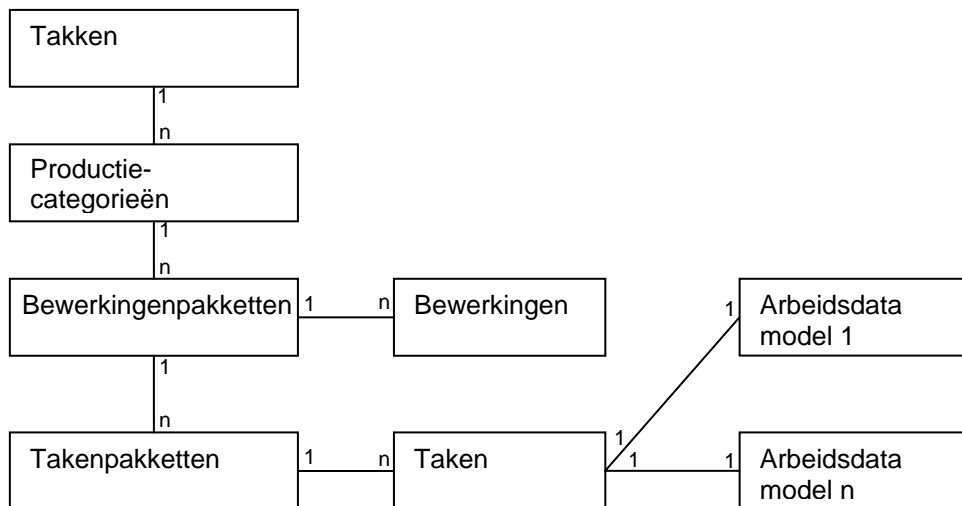 Takken
1
n
Productie-
categorieën
1
n
Bewerkingenpakketten
1
n
Bewerkingen
1
Arbeidsdata
model 1
1
n
Takenpakketten
1
n
Taken
1
1
1
Arbeidsdata
model n